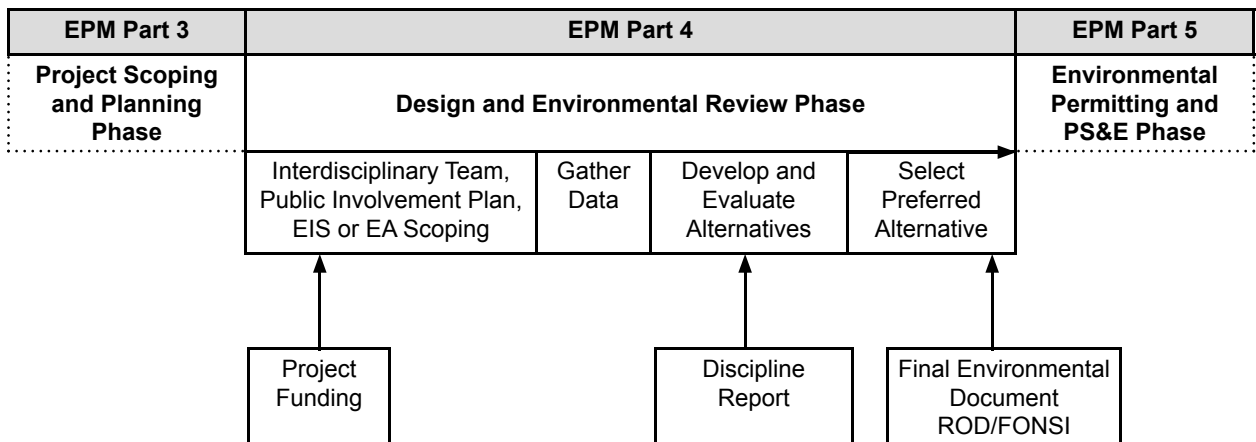 EPM Part 3
EPM Part 4
EPM Part 5
Project Scoping
and Planning
Phase
Design and Environmental Review Phase
Environmental
Permitting and
PS&E Phase
Interdisciplinary Team,
Public Involvement Plan,
EIS or EA Scoping
Gather
Data
Develop and
Evaluate
Alternatives
Select
Preferred
Alternative
Project
Funding
Discipline
Report
Final Environmental
Document
ROD/FONSI